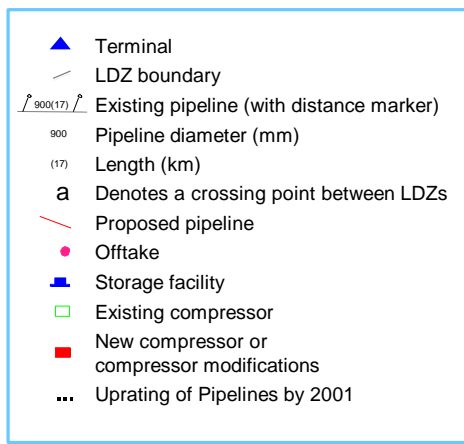 Terminal
LDZ boundary
900(17) Existing pipeline (with distance marker)
900 Pipeline diameter (mm)
(17) Length (km)
a Denotes a crossing point between LDZs
Proposed pipeline
Offtake
Storage facility
Existing compressor
New compressor or
compressor modifications
Uprating of Pipelines by 2001